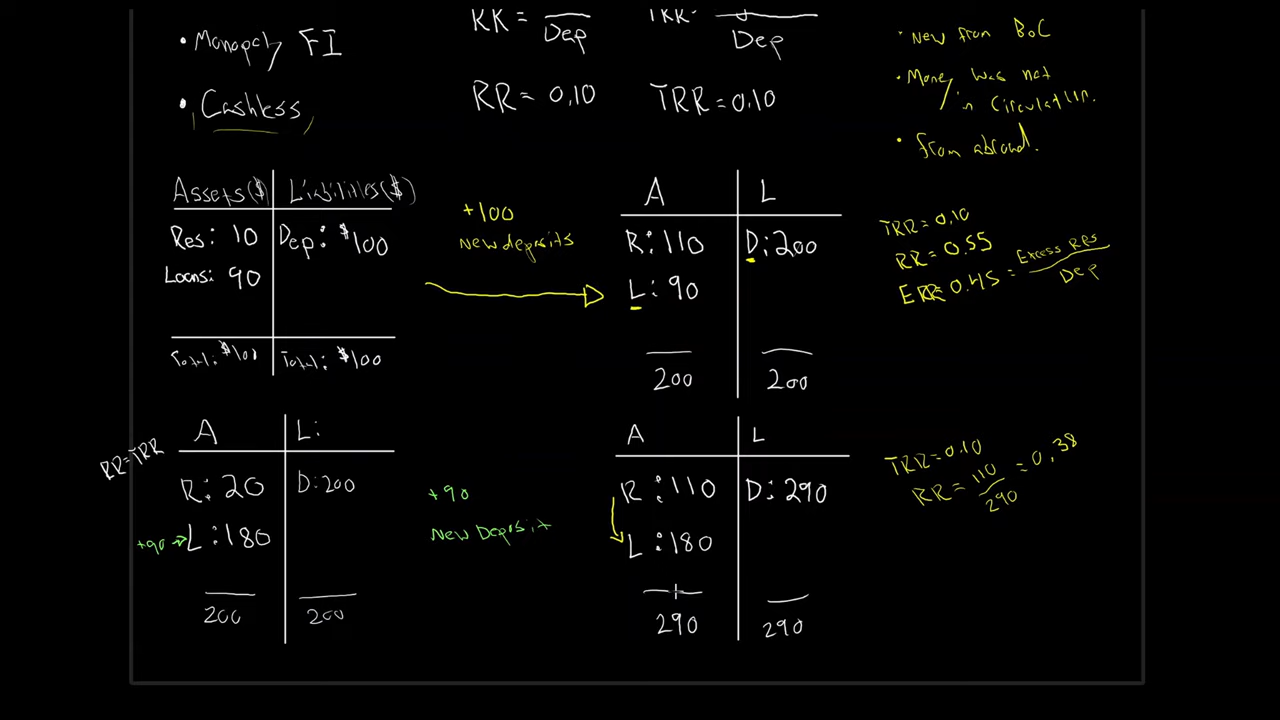 RR = ‾‾‾ Dep
TRR = ‾‾‾ Dep
• Monopoly FI
• Cashless
RR = 0.10
TRR = 0.10
• New from BoC
• Money was not
in Circulation.
• From abroad.
Assets($) Liabilities($)
Res: 10 Dep: $100
Loans: 90
Total: $100 Total: $100
+100
New deposits
A L
R: 110 D: 200
L: 90
200 200
TRR = 0.10
RR = 0.55
ERR = 0.45 = Excess RRs / Dep
RR = TRR
A L:
R: 20 D: 200
+90 → L: 180
200 200
+90
New Deposit
A L
R: 110 D: 290
L: 180
290 290
TRR = 0.10
RR = 110 / 290 = 0.38